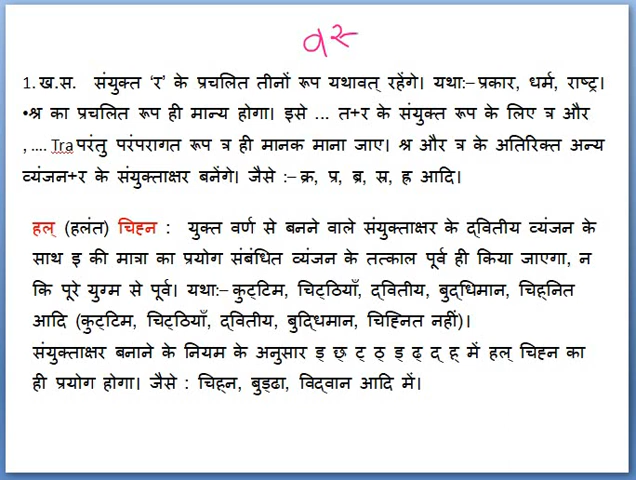 1. ख.स. संयुक्त ‘र’ के प्रचलित तीनों रूप यथावत् रहेंगे। यथाः– प्रकार, धर्म, राष्ट्र।
•श्र का प्रचलित रूप ही मान्य होगा। इसे ... त+र के संयुक्त रूप के लिए त्र और
, .... Tra परंतु परंपरागत रूप त्र ही मानक माना जाए। श्र और त्र के अतिरिक्त अन्य
व्यंजन+र के संयुक्ताक्षर बनेंगे। जैसे :– क्र, प्र, ब्र, स्र, ह्र आदि।
हल् (हलंत) चिह्‌न : युक्त वर्ण से बनने वाले संयुक्ताक्षर के द्‌वितीय व्यंजन के
साथ इ की मात्रा का प्रयोग संबंधित व्यंजन के तत्काल पूर्व ही किया जाएगा, न
कि पूरे युग्म से पूर्व। यथाः– कुट्‌टिम, चिट्‌ठियाँ, द्‌वितीय, बुद्‌धिमान, चिह्‌नित
आदि (कुट्‌टिम, चिट्‌ठियाँ, द्‌वितीय, बुद्‌धिमान, चिह्‌नित नहीं)।
संयुक्ताक्षर बनाने के नियम के अनुसार ङ् छ् ट् ठ् ड् ढ् द् ह् में हल् चिह्‌न का
ही प्रयोग होगा। जैसे : चिह्‌न, बुड्‌ढा, विद्‌वान आदि में।